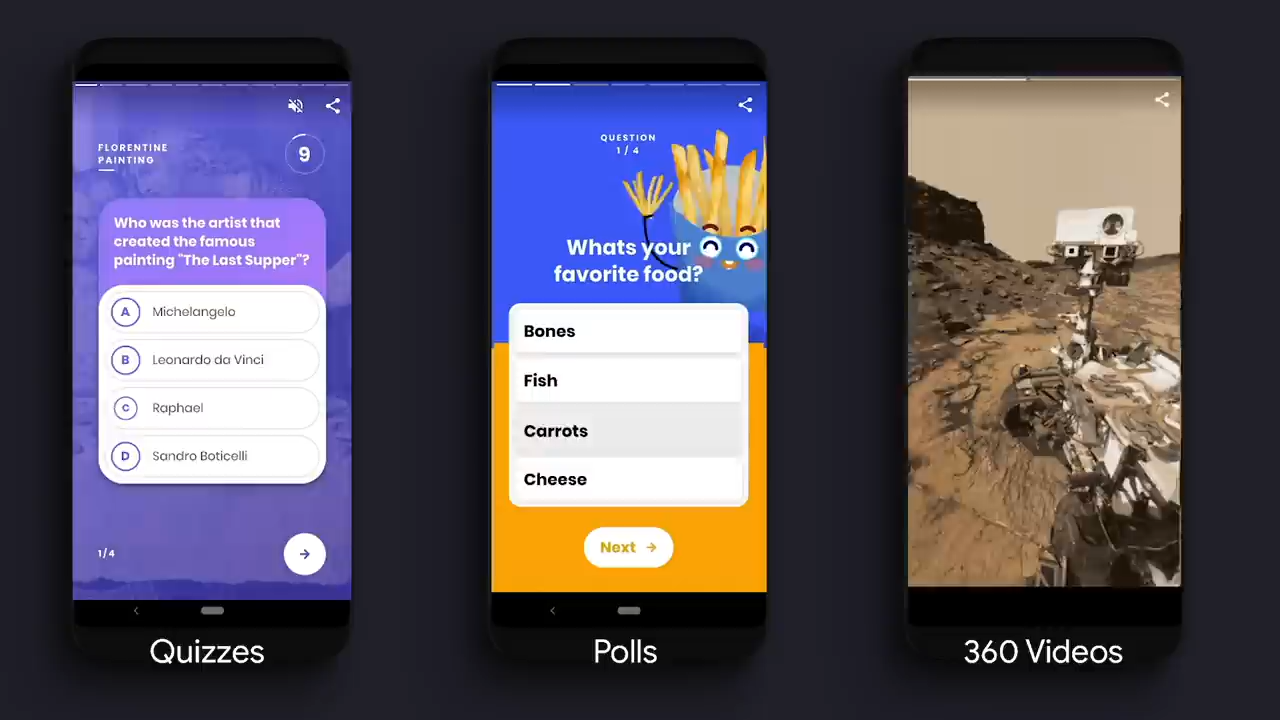 FLORENTINE
PAINTING
9
Who was the artist that
created the famous
painting "The Last Supper"?
A Michelangelo
B Leonardo da Vinci
C Raphael
D Sandro Boticelli
1/4
Quizzes
QUESTION
1 / 4
Whats your
favorite food?
Bones
Fish
Carrots
Cheese
Next
Polls
360 Videos